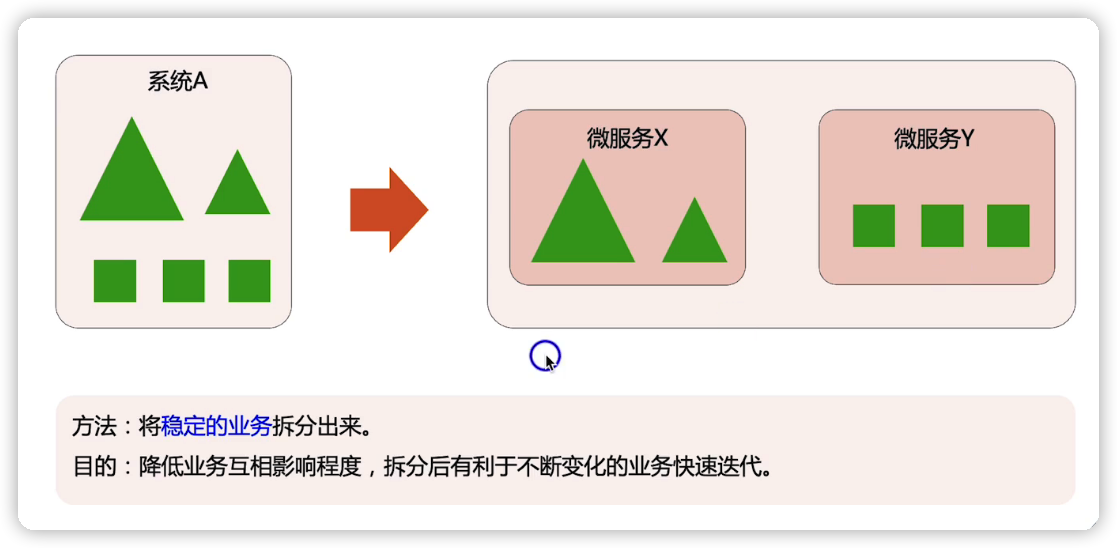 系统A
微服务X
微服务Y
方法：将稳定的业务拆分出来。
目的：降低业务互相影响程度，拆分后有利于不断变化的业务快速迭代。